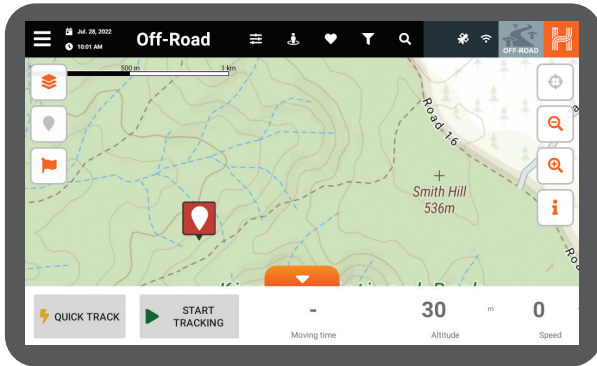 Jul. 28, 2022
10:01 AM
Off-Road
OFF-ROAD
500 m
1 km
Road 16
Smith Hill
536m
QUICK TRACK
START
TRACKING
-
Moving time
30
m
Altitude
0
Speed